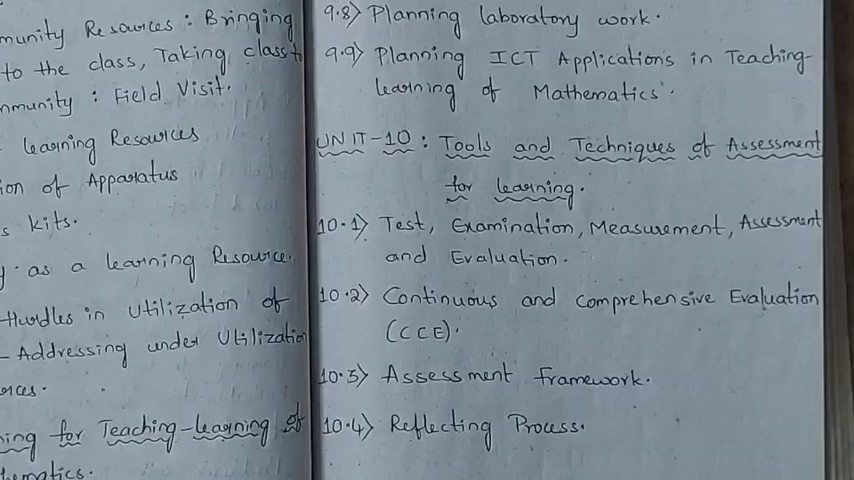 munity Resources : Bringing
to the class, Taking class to
mmunity : Field Visit.
learning Resources
ion of Apparatus
s kits.
as a learning Resource.
Hurdles in Utilization of
- Addressing under Utilization
rces.
ing for Teaching-learning of
thematics.
9.8) Planning laboratory work.
9.9) Planning ICT Applications in Teaching-
learning of Mathematics.
UNIT-10 : Tools and Techniques of Assessment
for learning.
10.1) Test, Examination, Measurement, Assessment
and Evaluation.
10.2) Continuous and Comprehensive Evaluation
(CCE).
10.3) Assessment framework.
10.4) Reflecting Process.